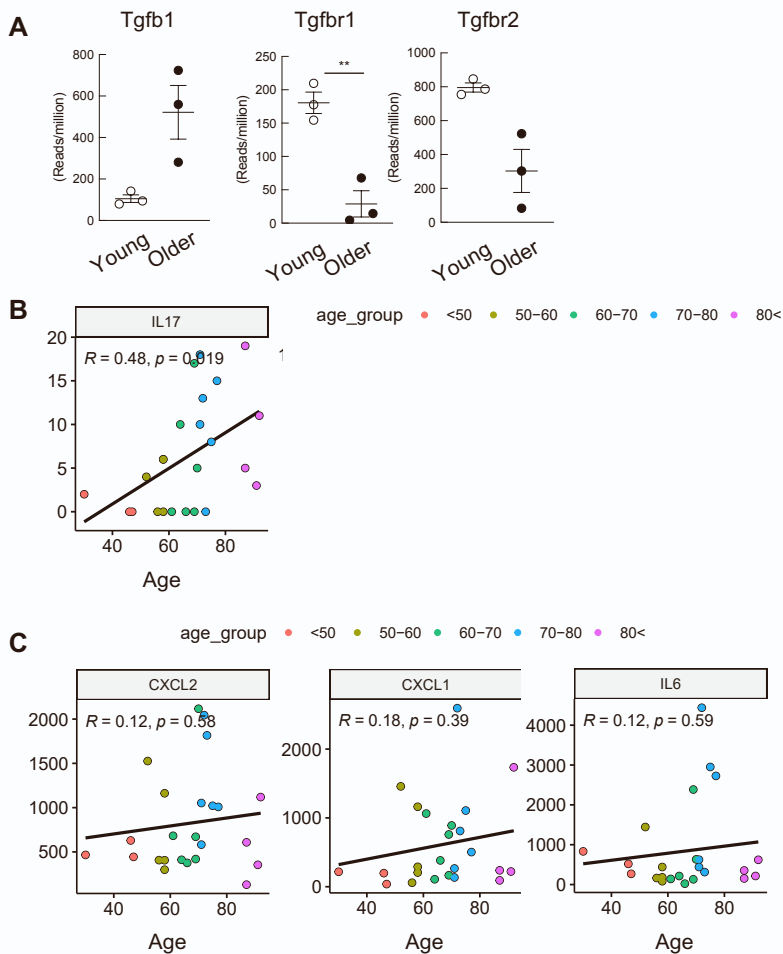 A
Tgfb1
Tgfbr1
Tgfbr2
(Reads/million)
800
600
400
200
0
Young
Older
(Reads/million)
250
200
150
100
50
0
**
Young
Older
(Reads/million)
1000
800
600
400
200
0
Young
Older
B
age_group <50 50−60 60−70 70−80 80<
IL17
R = 0.48, p = 0.019
20
15
10
5
0
40 60 80
Age
C
age_group <50 50−60 60−70 70−80 80<
CXCL2
R = 0.12, p = 0.58
2000
1500
1000
500
40 60 80
Age
CXCL1
R = 0.18, p = 0.39
2000
1000
0
40 60 80
Age
IL6
R = 0.12, p = 0.59
4000
3000
2000
1000
0
40 60 80
Age